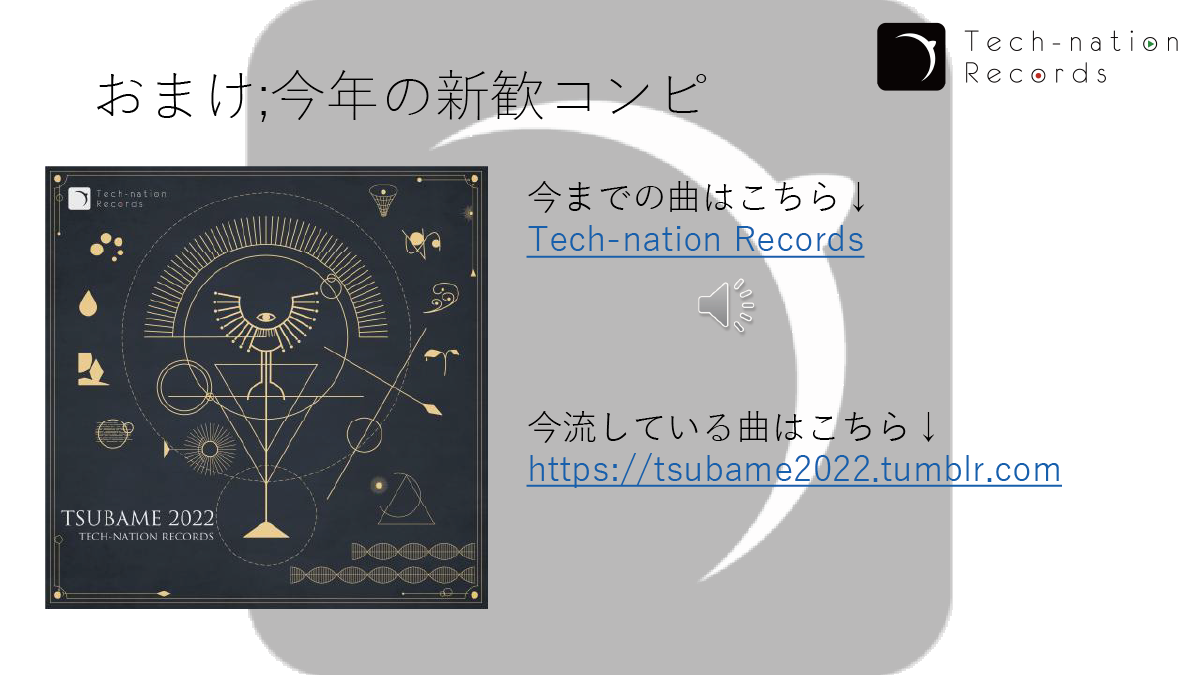 Tech-nation
Records
おまけ;今年の新歓コンピ
Tech-nation
Records
TSUBAME 2022
TECH-NATION RECORDS
今までの曲はこちら↓
Tech-nation Records
今流している曲はこちら↓
https://tsubame2022.tumblr.com